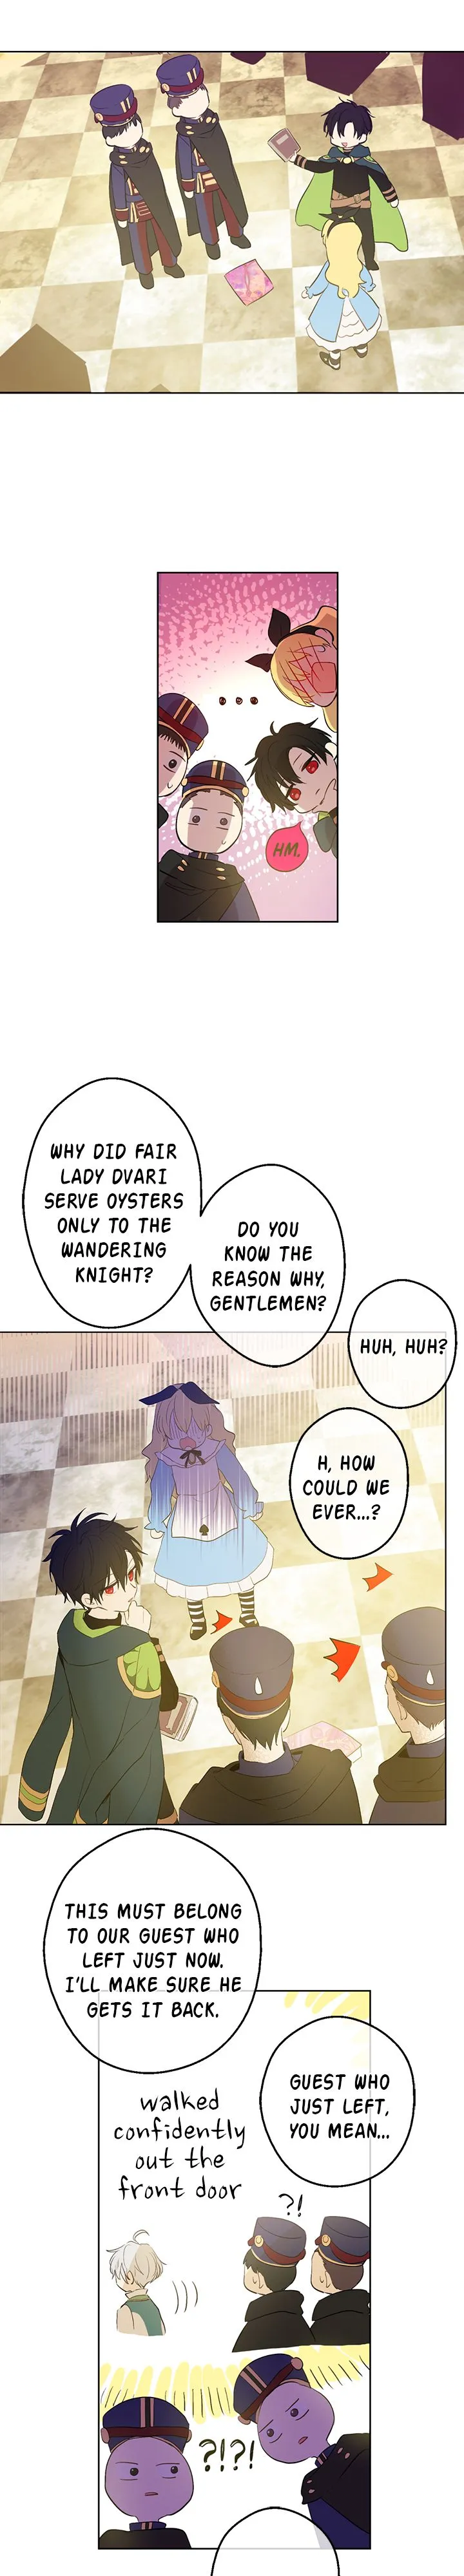 ...
HM.
WHY DID FAIR
LADY DVARI
SERVE OYSTERS
ONLY TO THE
WANDERING
KNIGHT?
DO YOU
KNOW THE
REASON WHY,
GENTLEMEN?
HUH, HUH?
H, HOW
COULD WE
EVER...?
THIS MUST BELONG
TO OUR GUEST WHO
LEFT JUST NOW.
I'LL MAKE SURE HE
GETS IT BACK.
GUEST WHO
JUST LEFT,
YOU MEAN...
walked
confidently
out the
front door
?!
?!?!